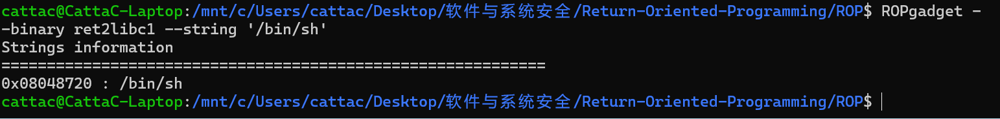 cattac@CattaC-Laptop:/mnt/c/Users/cattac/Desktop/软件与系统安全/Return-Oriented-Programming/ROP$ ROPgadget -
-binary ret2libc1 --string '/bin/sh'
Strings information
============================================================
0x08048720 : /bin/sh
cattac@CattaC-Laptop:/mnt/c/Users/cattac/Desktop/软件与系统安全/Return-Oriented-Programming/ROP$